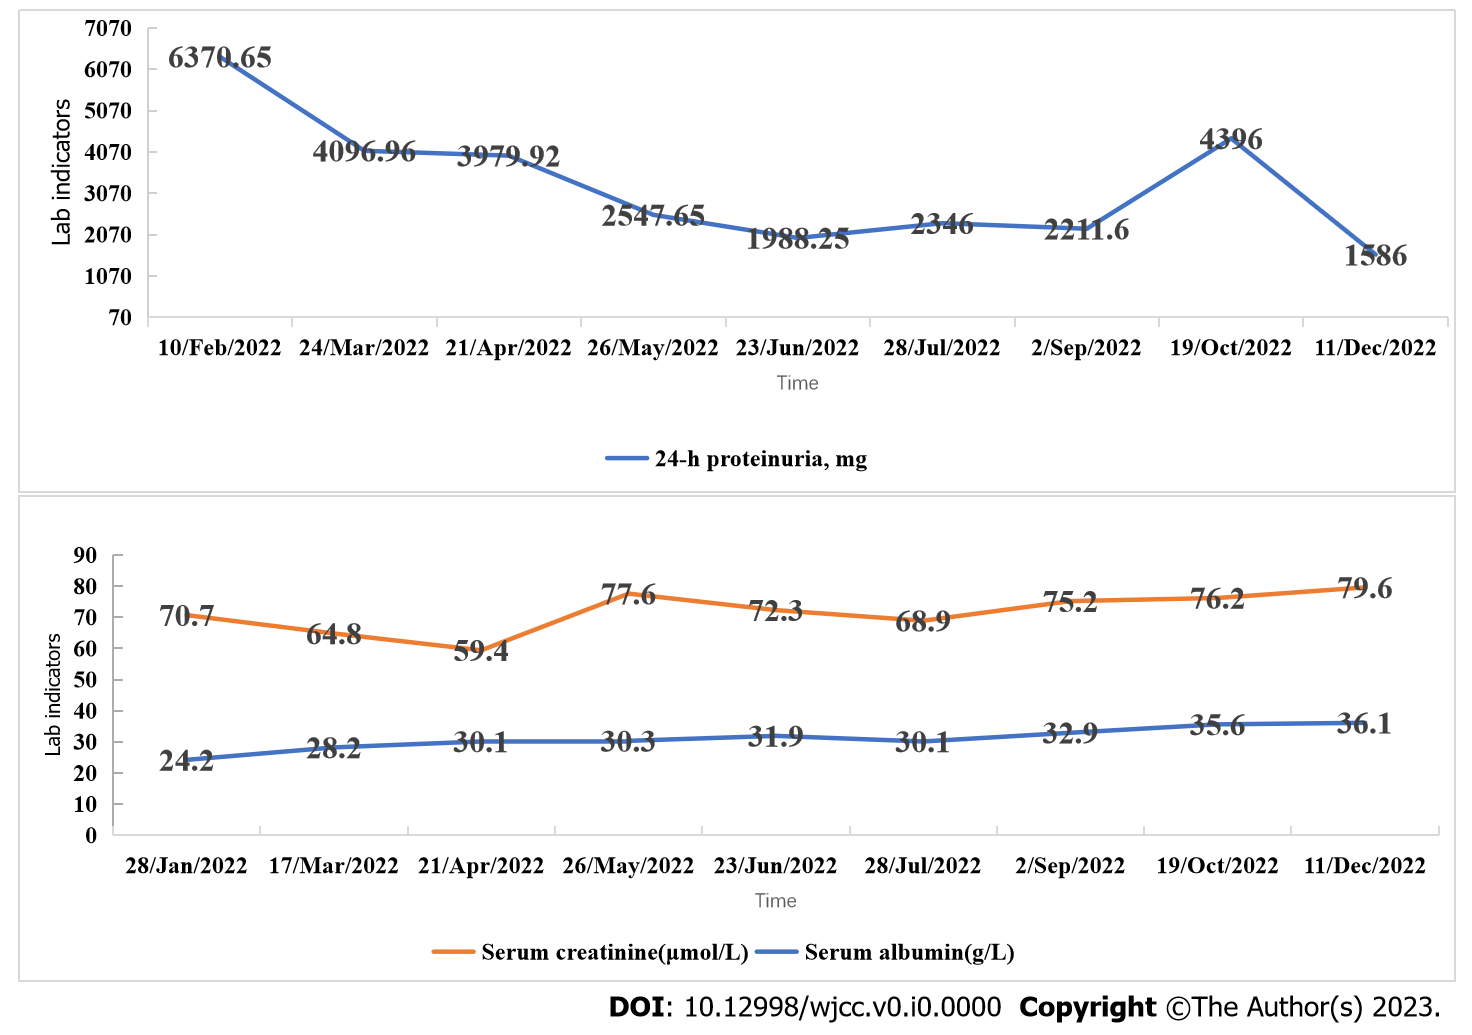 7070
6070
5070
4070
3070
2070
1070
70
Lab indicators
6370.65
4096.96
3979.92
2547.65
1988.25
2346
2211.6
4396
1586
10/Feb/2022 24/Mar/2022 21/Apr/2022 26/May/2022 23/Jun/2022 28/Jul/2022 2/Sep/2022 19/Oct/2022 11/Dec/2022
Time
24-h proteinuria, mg
90
80
70
60
50
40
30
20
10
0
Lab indicators
70.7 64.8 59.4 77.6 72.3 68.9 75.2 76.2 79.6
24.2 28.2 30.1 30.3 31.9 30.1 32.9 35.6 36.1
28/Jan/2022 17/Mar/2022 21/Apr/2022 26/May/2022 23/Jun/2022 28/Jul/2022 2/Sep/2022 19/Oct/2022 11/Dec/2022
Time
Serum creatinine(μmol/L) Serum albumin(g/L)
DOI: 10.12998/wjcc.v0.i0.0000 Copyright ©The Author(s) 2023.